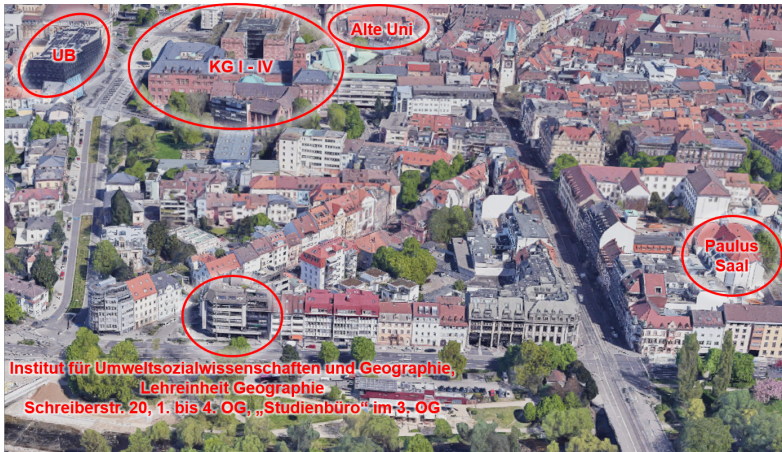 UB
KG I - IV
Alte Uni
Paulus
Saal
Institut für Umweltsozialwissenschaften und Geographie,
Lehreinheit Geographie
Schreiberstr. 20, 1. bis 4. OG, „Studienbüro“ im 3. OG